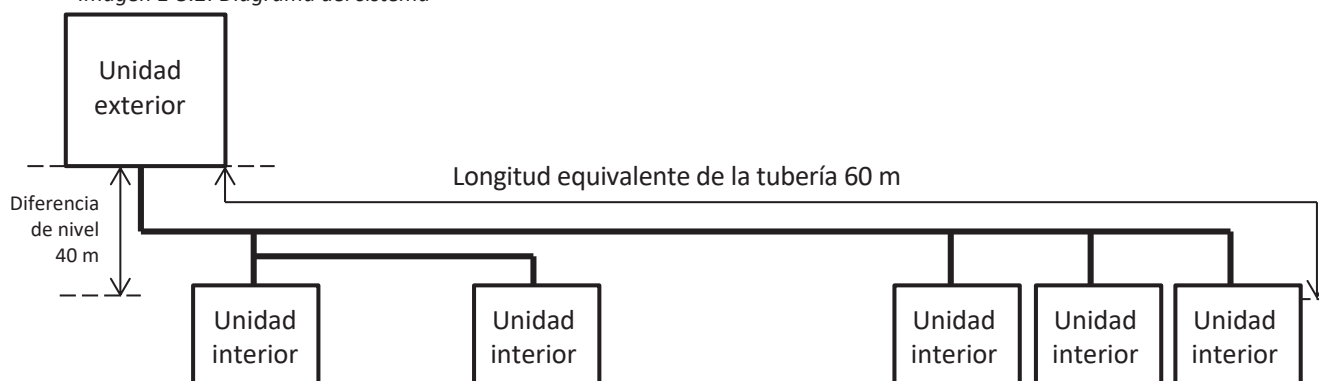 Imagen 2-3.2: Diagrama del sistema
Unidad
exterior
Longitud equivalente de la tubería 60 m
Diferencia
de nivel
40 m
Unidad
interior
Unidad
interior
Unidad
interior
Unidad
interior
Unidad
interior